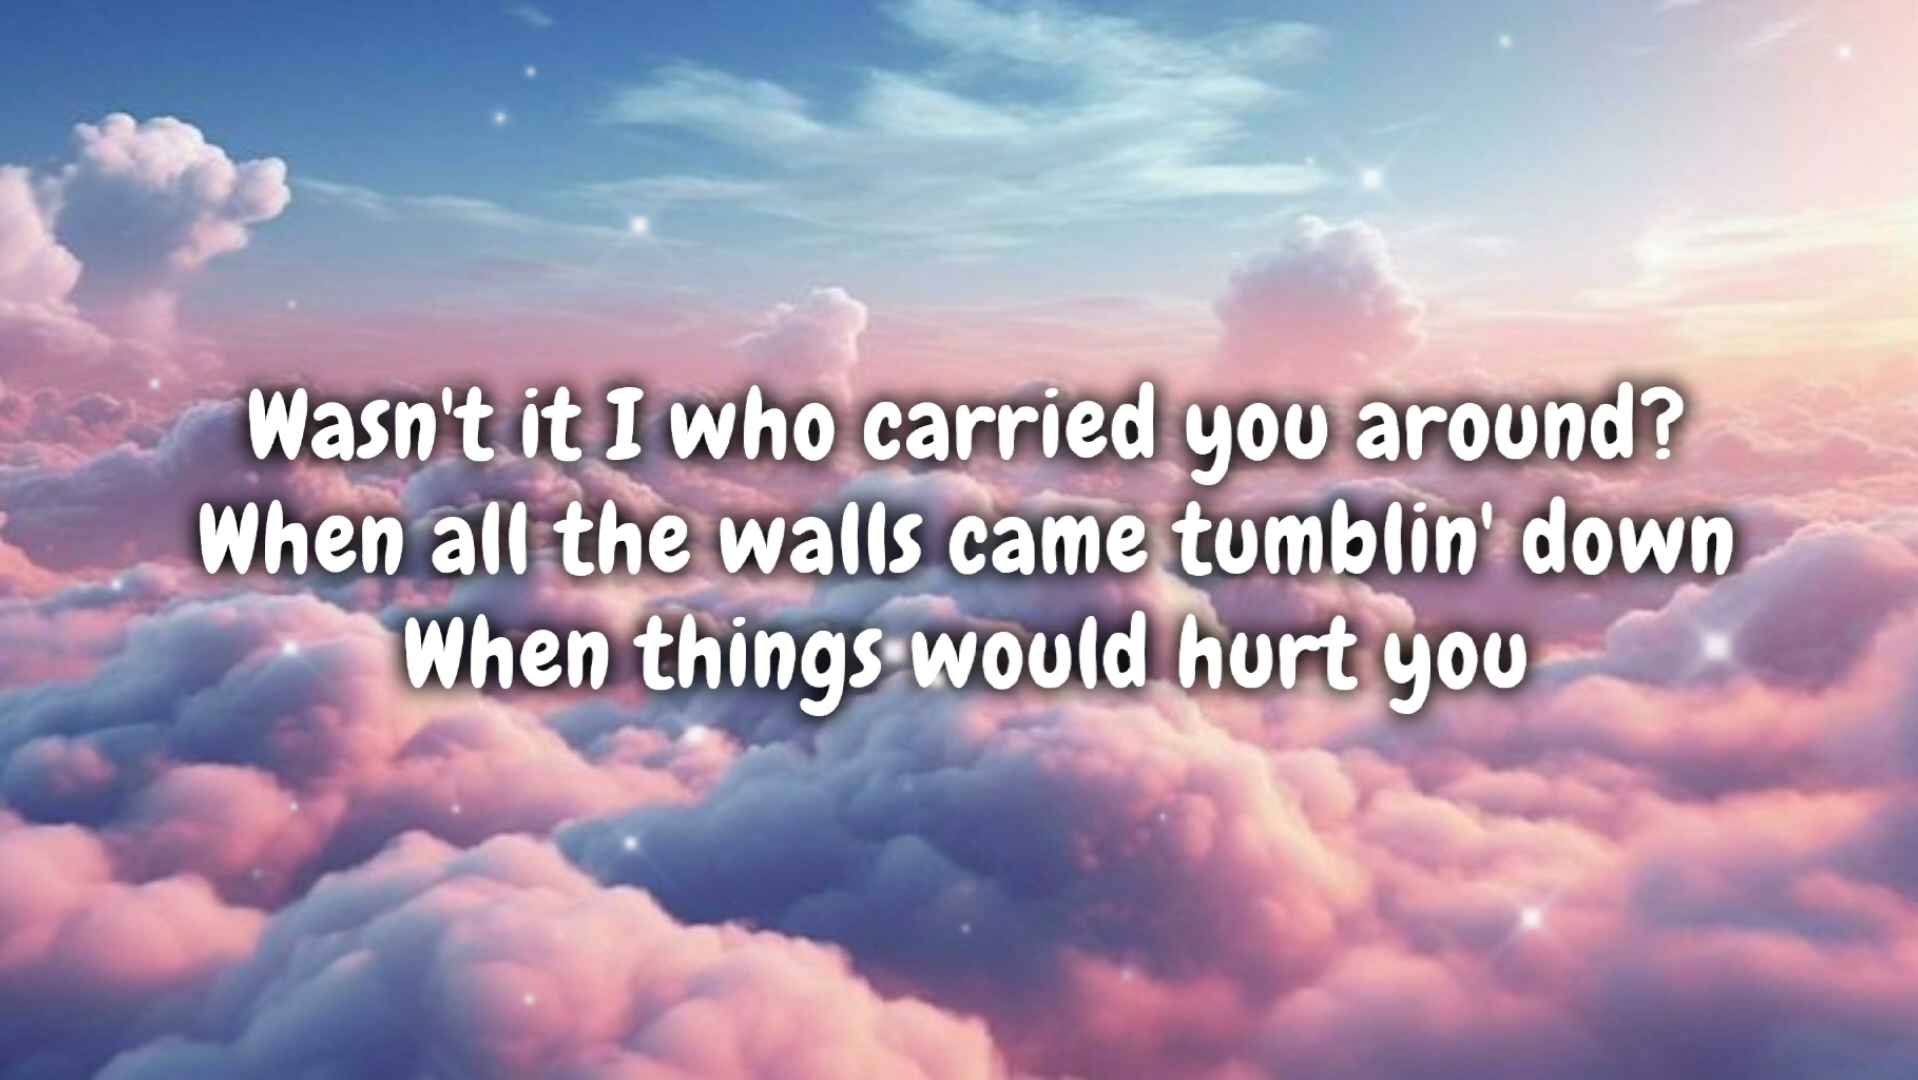 Wasn't it I who carried you around?
When all the walls came tumblin' down
When things would hurt you